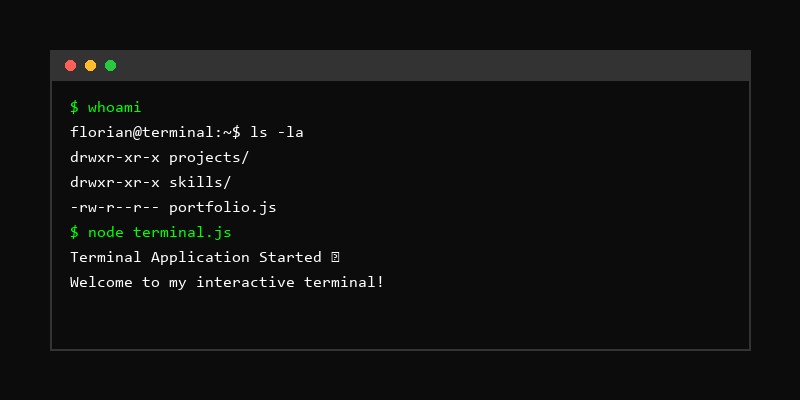 $ whoami
florian@terminal:~$ ls -la
drwxr-xr-x projects/
drwxr-xr-x skills/
-rw-r--r-- portfolio.js
$ node terminal.js
Terminal Application Started
Welcome to my interactive terminal!